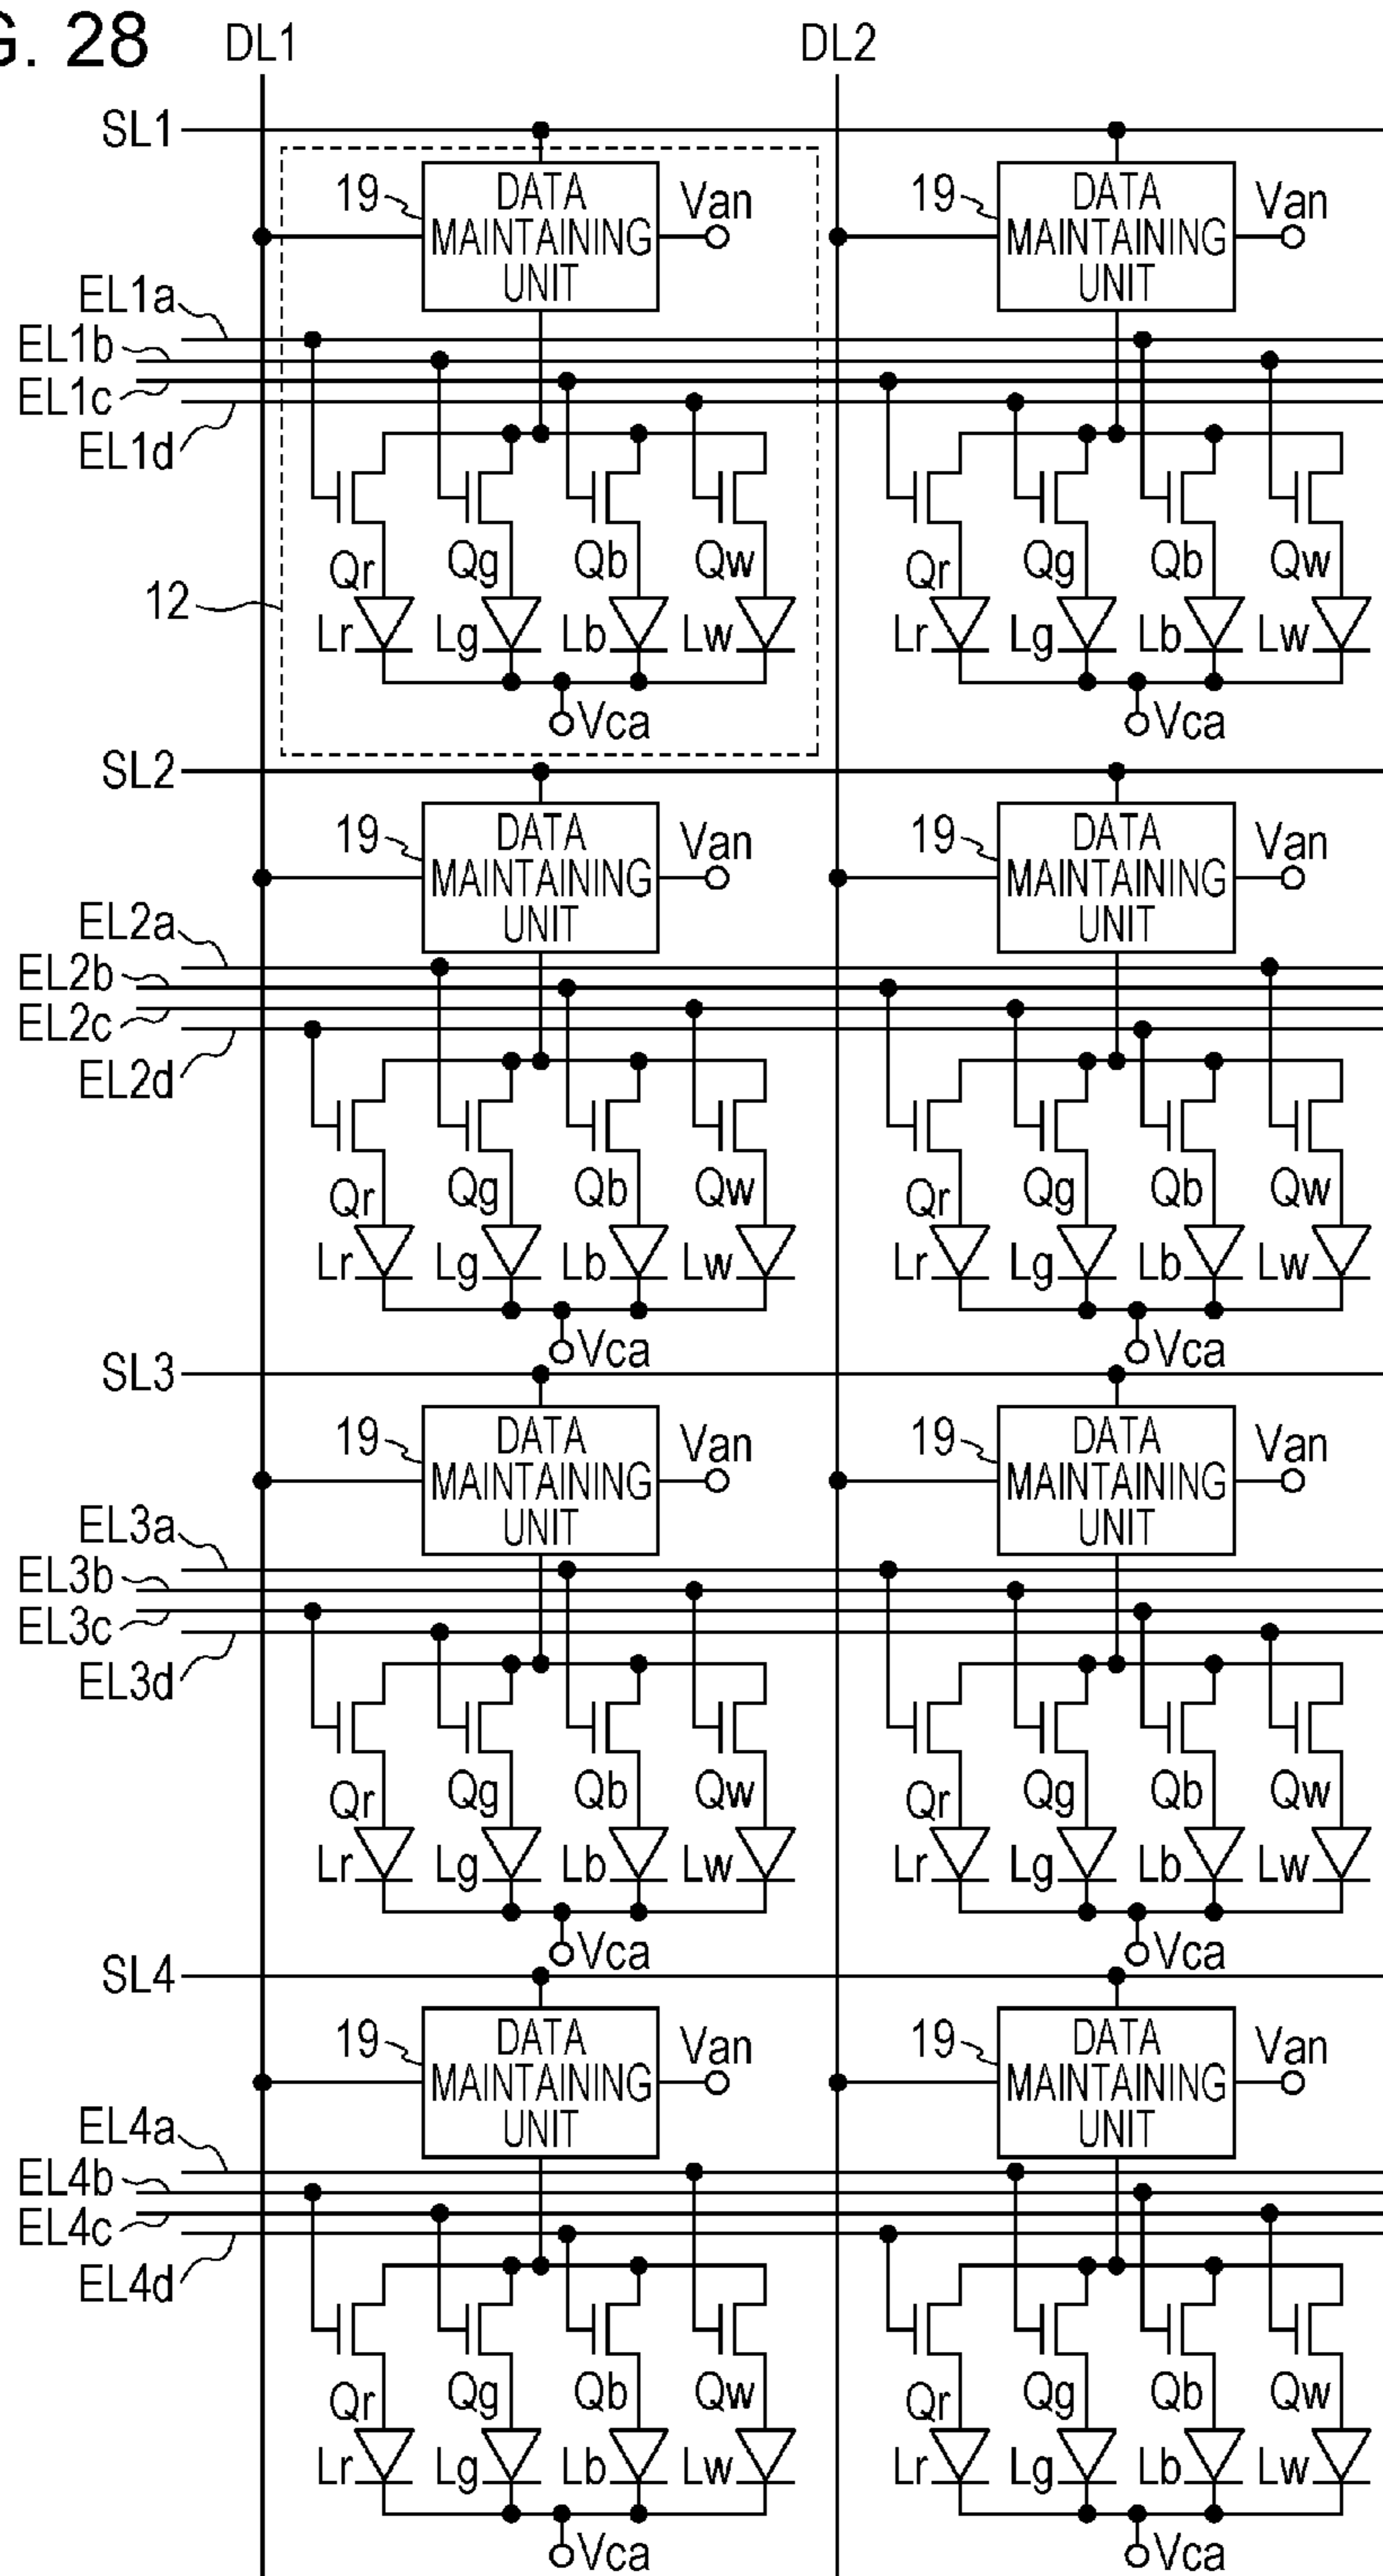 G. 28
DL1 DL2
SL1
19 DATA MAINTAINING UNIT Van 19 DATA MAINTAINING UNIT Van
EL1a
EL1b
EL1c
EL1d
Qr Qg Qb Qw Qr Qg Qb Qw
12
Lr Lg Lb Lw Lr Lg Lb Lw
Vca Vca
SL2
19 DATA MAINTAINING UNIT Van 19 DATA MAINTAINING UNIT Van
EL2a
EL2b
EL2c
EL2d
Qr Qg Qb Qw Qr Qg Qb Qw
Lr Lg Lb Lw Lr Lg Lb Lw
Vca Vca
SL3
19 DATA MAINTAINING UNIT Van 19 DATA MAINTAINING UNIT Van
EL3a
EL3b
EL3c
EL3d
Qr Qg Qb Qw Qr Qg Qb Qw
Lr Lg Lb Lw Lr Lg Lb Lw
Vca Vca
SL4
19 DATA MAINTAINING UNIT Van 19 DATA MAINTAINING UNIT Van
EL4a
EL4b
EL4c
EL4d
Qr Qg Qb Qw Qr Qg Qb Qw
Lr Lg Lb Lw Lr Lg Lb Lw
Vca Vca